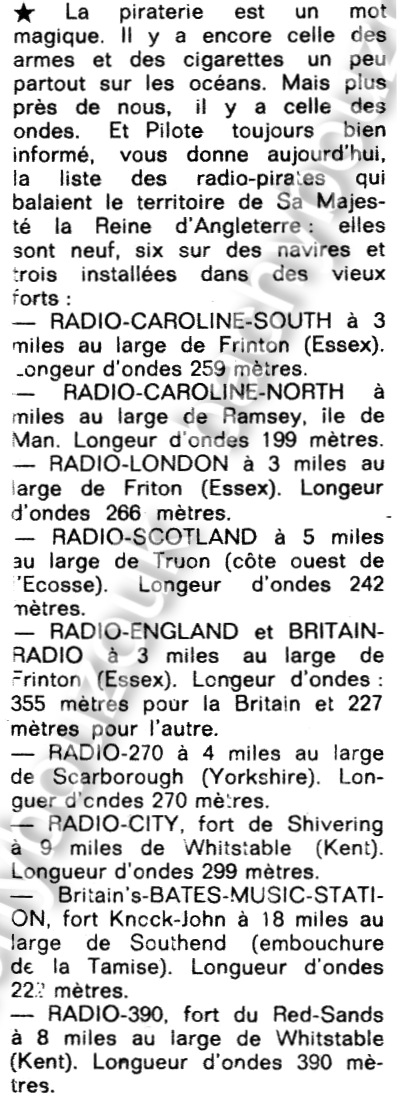 ★ La piraterie est un mot
magique. Il y a encore celle des
armes et des cigarettes un peu
partout sur les océans. Mais plus
près de nous, il y a celle des
ondes. Et Pilote toujours bien
informé, vous donne aujourd'hui,
la liste des radio-pirates qui
balaient le territoire de Sa Majes-
té la Reine d'Angleterre : elles
sont neuf, six sur des navires et
trois installées dans des vieux
forts :
— RADIO-CAROLINE-SOUTH à 3
miles au large de Frinton (Essex).
Longeur d'ondes 259 mètres.
— RADIO-CAROLINE-NORTH à
miles au large de Ramsey, île de
Man. Longeur d'ondes 199 mètres.
— RADIO-LONDON à 3 miles au
large de Friton (Essex). Longeur
d'ondes 266 mètres.
— RADIO-SCOTLAND à 5 miles
au large de Truon (côte ouest de
l'Ecosse). Longeur d'ondes 242
mètres.
— RADIO-ENGLAND et BRITAIN-
RADIO à 3 miles au large de
Frinton (Essex). Longeur d'ondes :
355 mètres pour la Britain et 227
mètres pour l'autre.
— RADIO-270 à 4 miles au large
de Scarborough (Yorkshire). Lon-
guer d'ondes 270 mètres.
— RADIO-CITY, fort de Shivering
à 9 miles de Whitstable (Kent).
Longueur d'ondes 299 mètres.
— Britain's-BATES-MUSIC-STATI-
ON, fort Knock-John à 18 miles au
large de Southend (embouchure
de la Tamise). Longueur d'ondes
222 mètres.
— RADIO-390, fort du Red-Sands
à 8 miles au large de Whitstable
(Kent). Longueur d'ondes 390 mè-
tres.